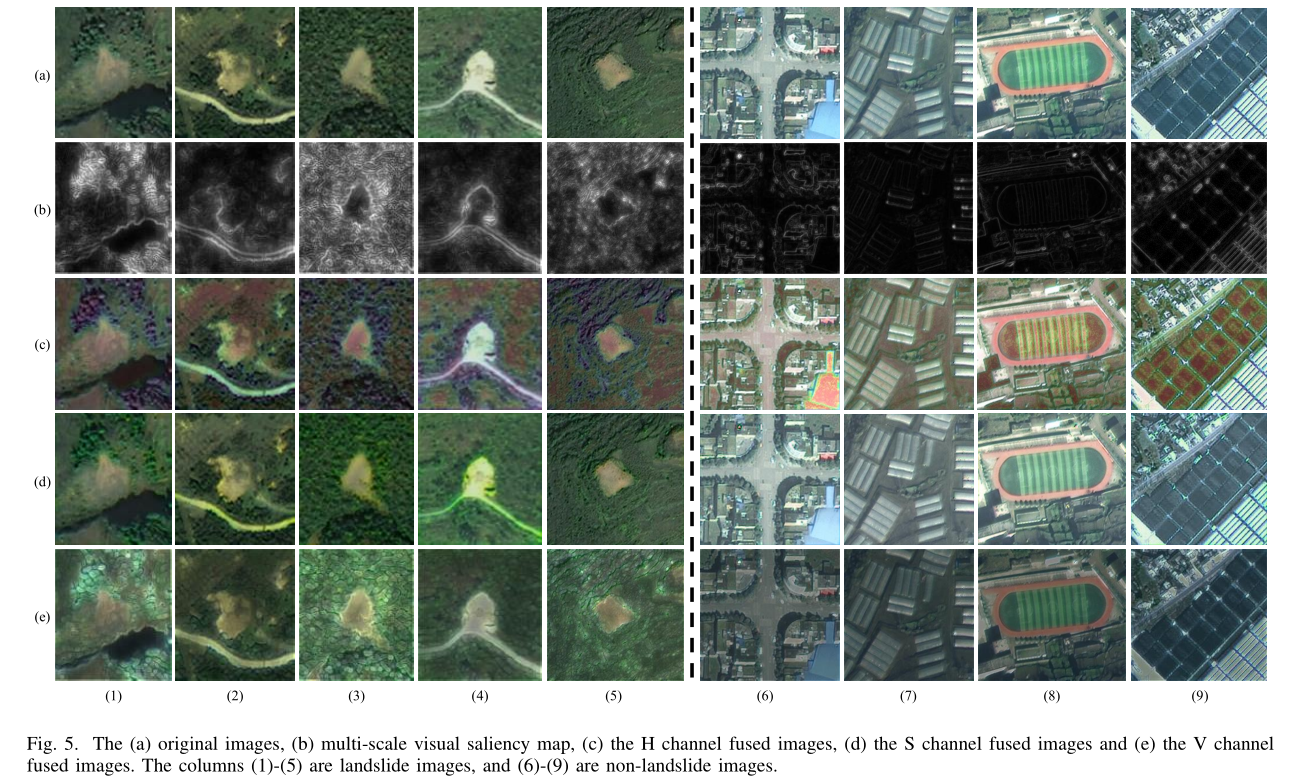 (a)
(b)
(c)
(d)
(e)
(1) (2) (3) (4) (5) (6) (7) (8) (9)
Fig. 5. The (a) original images, (b) multi-scale visual saliency map, (c) the H channel fused images, (d) the S channel fused images and (e) the V channel
fused images. The columns (1)-(5) are landslide images, and (6)-(9) are non-landslide images.